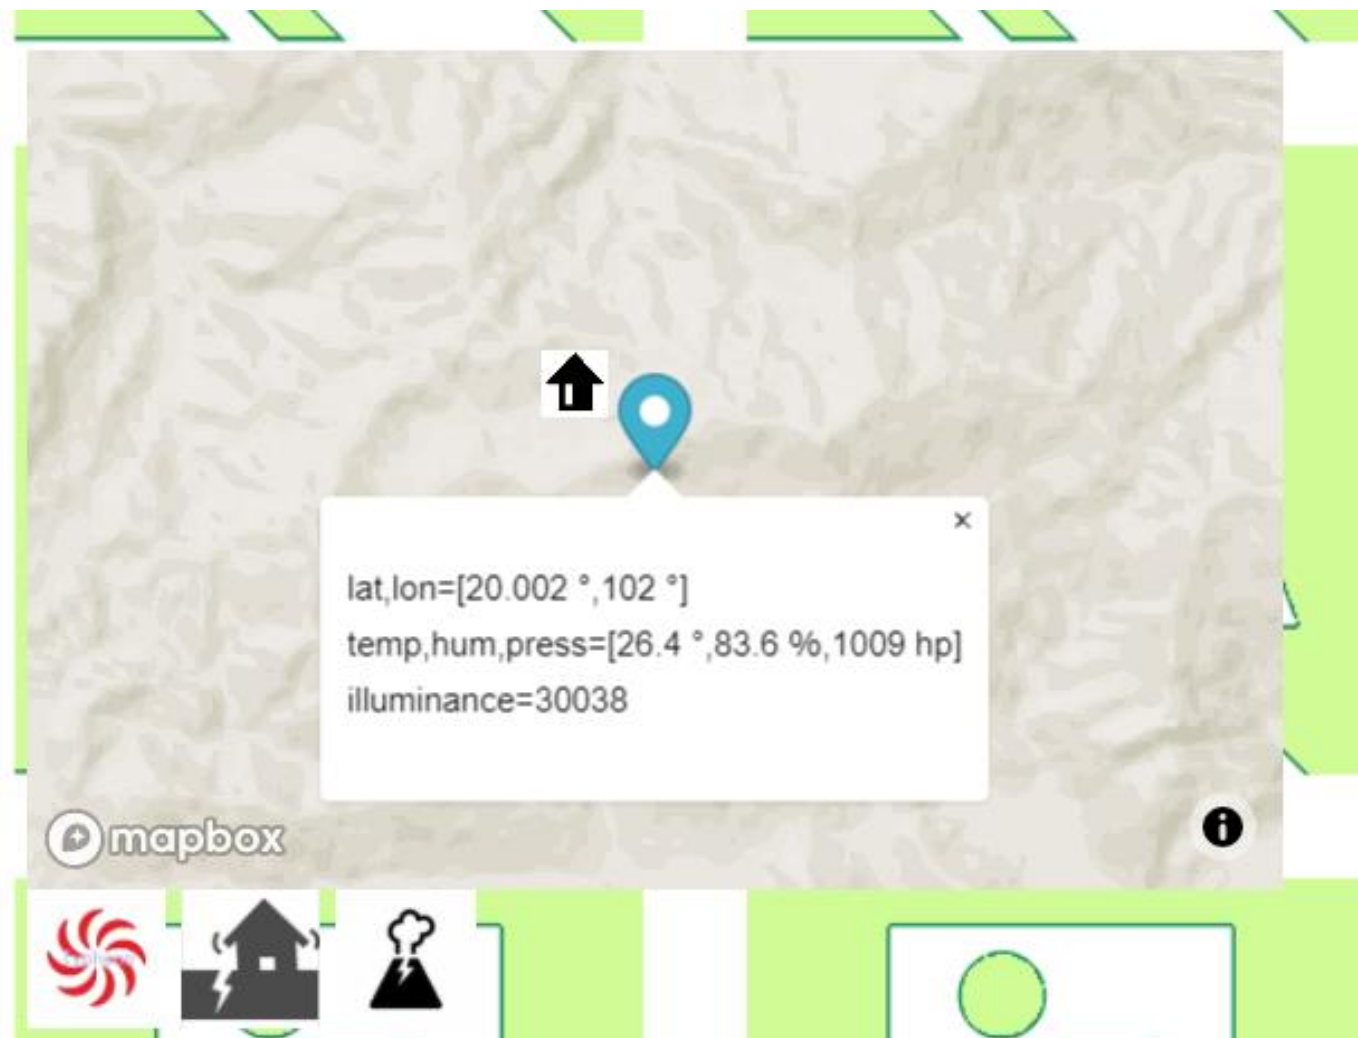 ×
lat,lon=[20.002 °,102 °]
temp,hum,press=[26.4 °,83.6 %,1009 hp]
illuminance=30038
mapbox